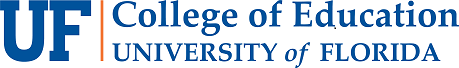 UF
College of Education
UNIVERSITY of FLORIDA